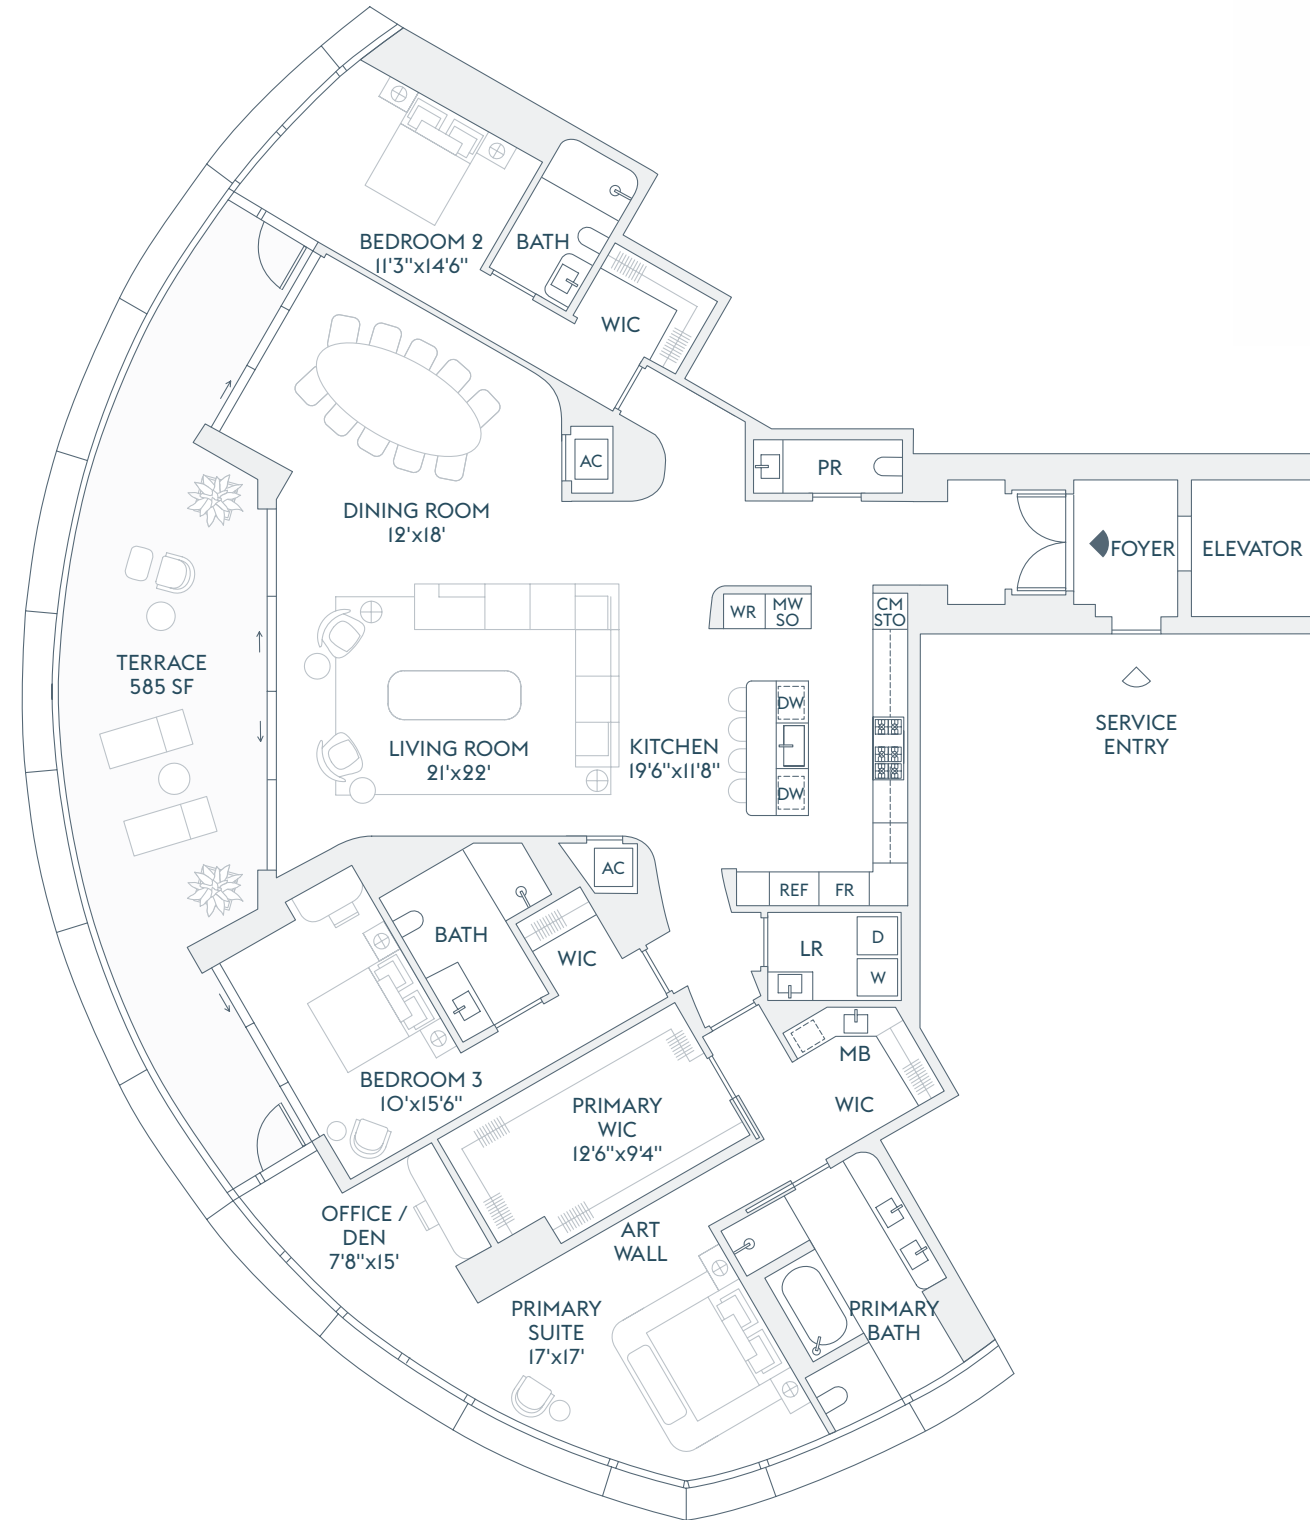 BEDROOM 2
11'3"x14'6"
BATH
WIC
AC
PR
FOYER
ELEVATOR
DINING ROOM
12'x18'
WR
MW
SO
CM
STO
TERRACE
585 SF
DW
SERVICE
ENTRY
LIVING ROOM
21'x22'
KITCHEN
19'6"x11'8"
DW
AC
REF
FR
BATH
WIC
LR
D
W
MB
WIC
BEDROOM 3
10'x15'6"
PRIMARY
WIC
12'6"x9'4"
OFFICE /
DEN
7'8"x15'
ART
WALL
PRIMARY
SUITE
17'x17'
PRIMARY
BATH